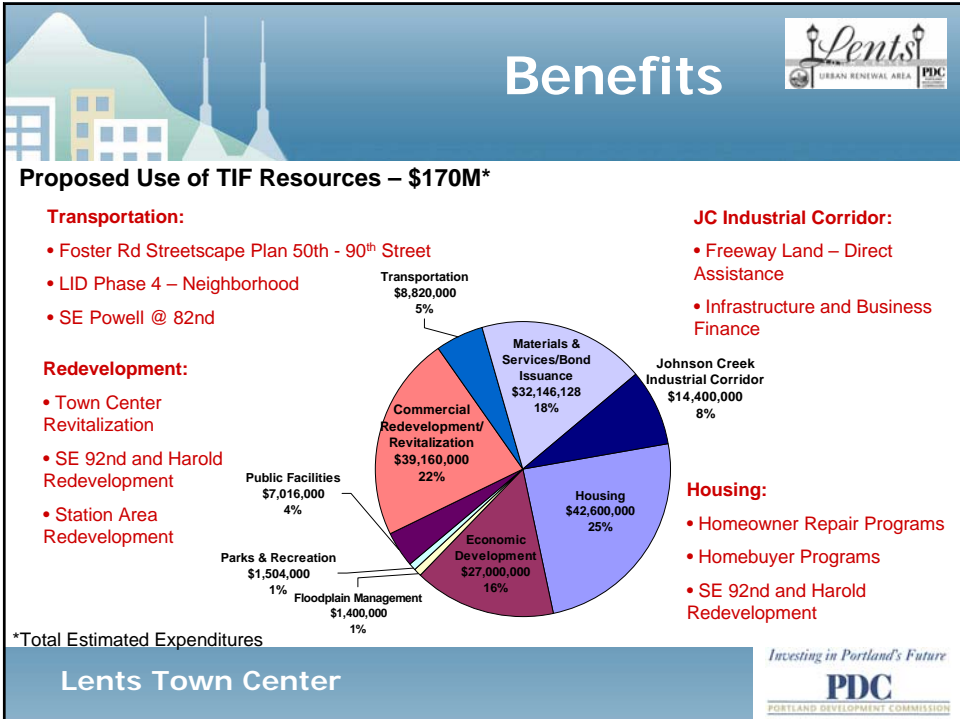 Benefits
Lents
TOWN CENTER
URBAN RENEWAL AREA
PDC
Proposed Use of TIF Resources – $170M*
Transportation:
• Foster Rd Streetscape Plan 50th - 90th Street
• LID Phase 4 – Neighborhood
• SE Powell @ 82nd
Redevelopment:
• Town Center
Revitalization
• SE 92nd and Harold
Redevelopment
• Station Area
Redevelopment
JC Industrial Corridor:
• Freeway Land – Direct
Assistance
• Infrastructure and Business
Finance
Housing:
• Homeowner Repair Programs
• Homebuyer Programs
• SE 92nd and Harold
Redevelopment
Transportation
$8,820,000
5%
Materials &
Services/Bond
Issuance
$32,146,128
18%
Johnson Creek
Industrial Corridor
$14,400,000
8%
Housing
$42,600,000
25%
Economic
Development
$27,000,000
16%
Floodplain Management
$1,400,000
1%
Parks & Recreation
$1,504,000
1%
Public Facilities
$7,016,000
4%
Commercial
Redevelopment/
Revitalization
$39,160,000
22%
*Total Estimated Expenditures
Lents Town Center
Investing in Portland's Future
PDC
PORTLAND DEVELOPMENT COMMISSION